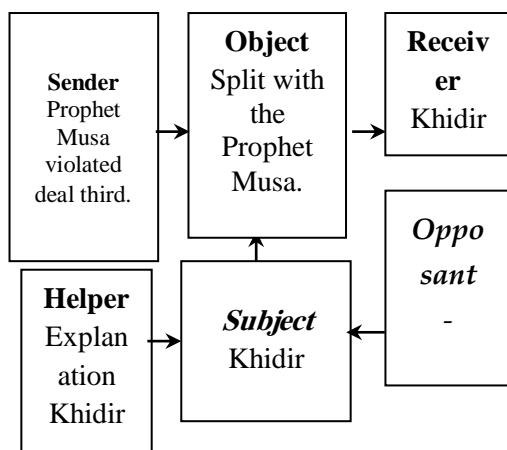 Sender
Prophet
Musa
violated
deal third.
Object
Split with
the
Prophet
Musa.
Receiv
er
Khidir
Helper
Explan
ation
Khidir
Subject
Khidir
Oppo
sant
-